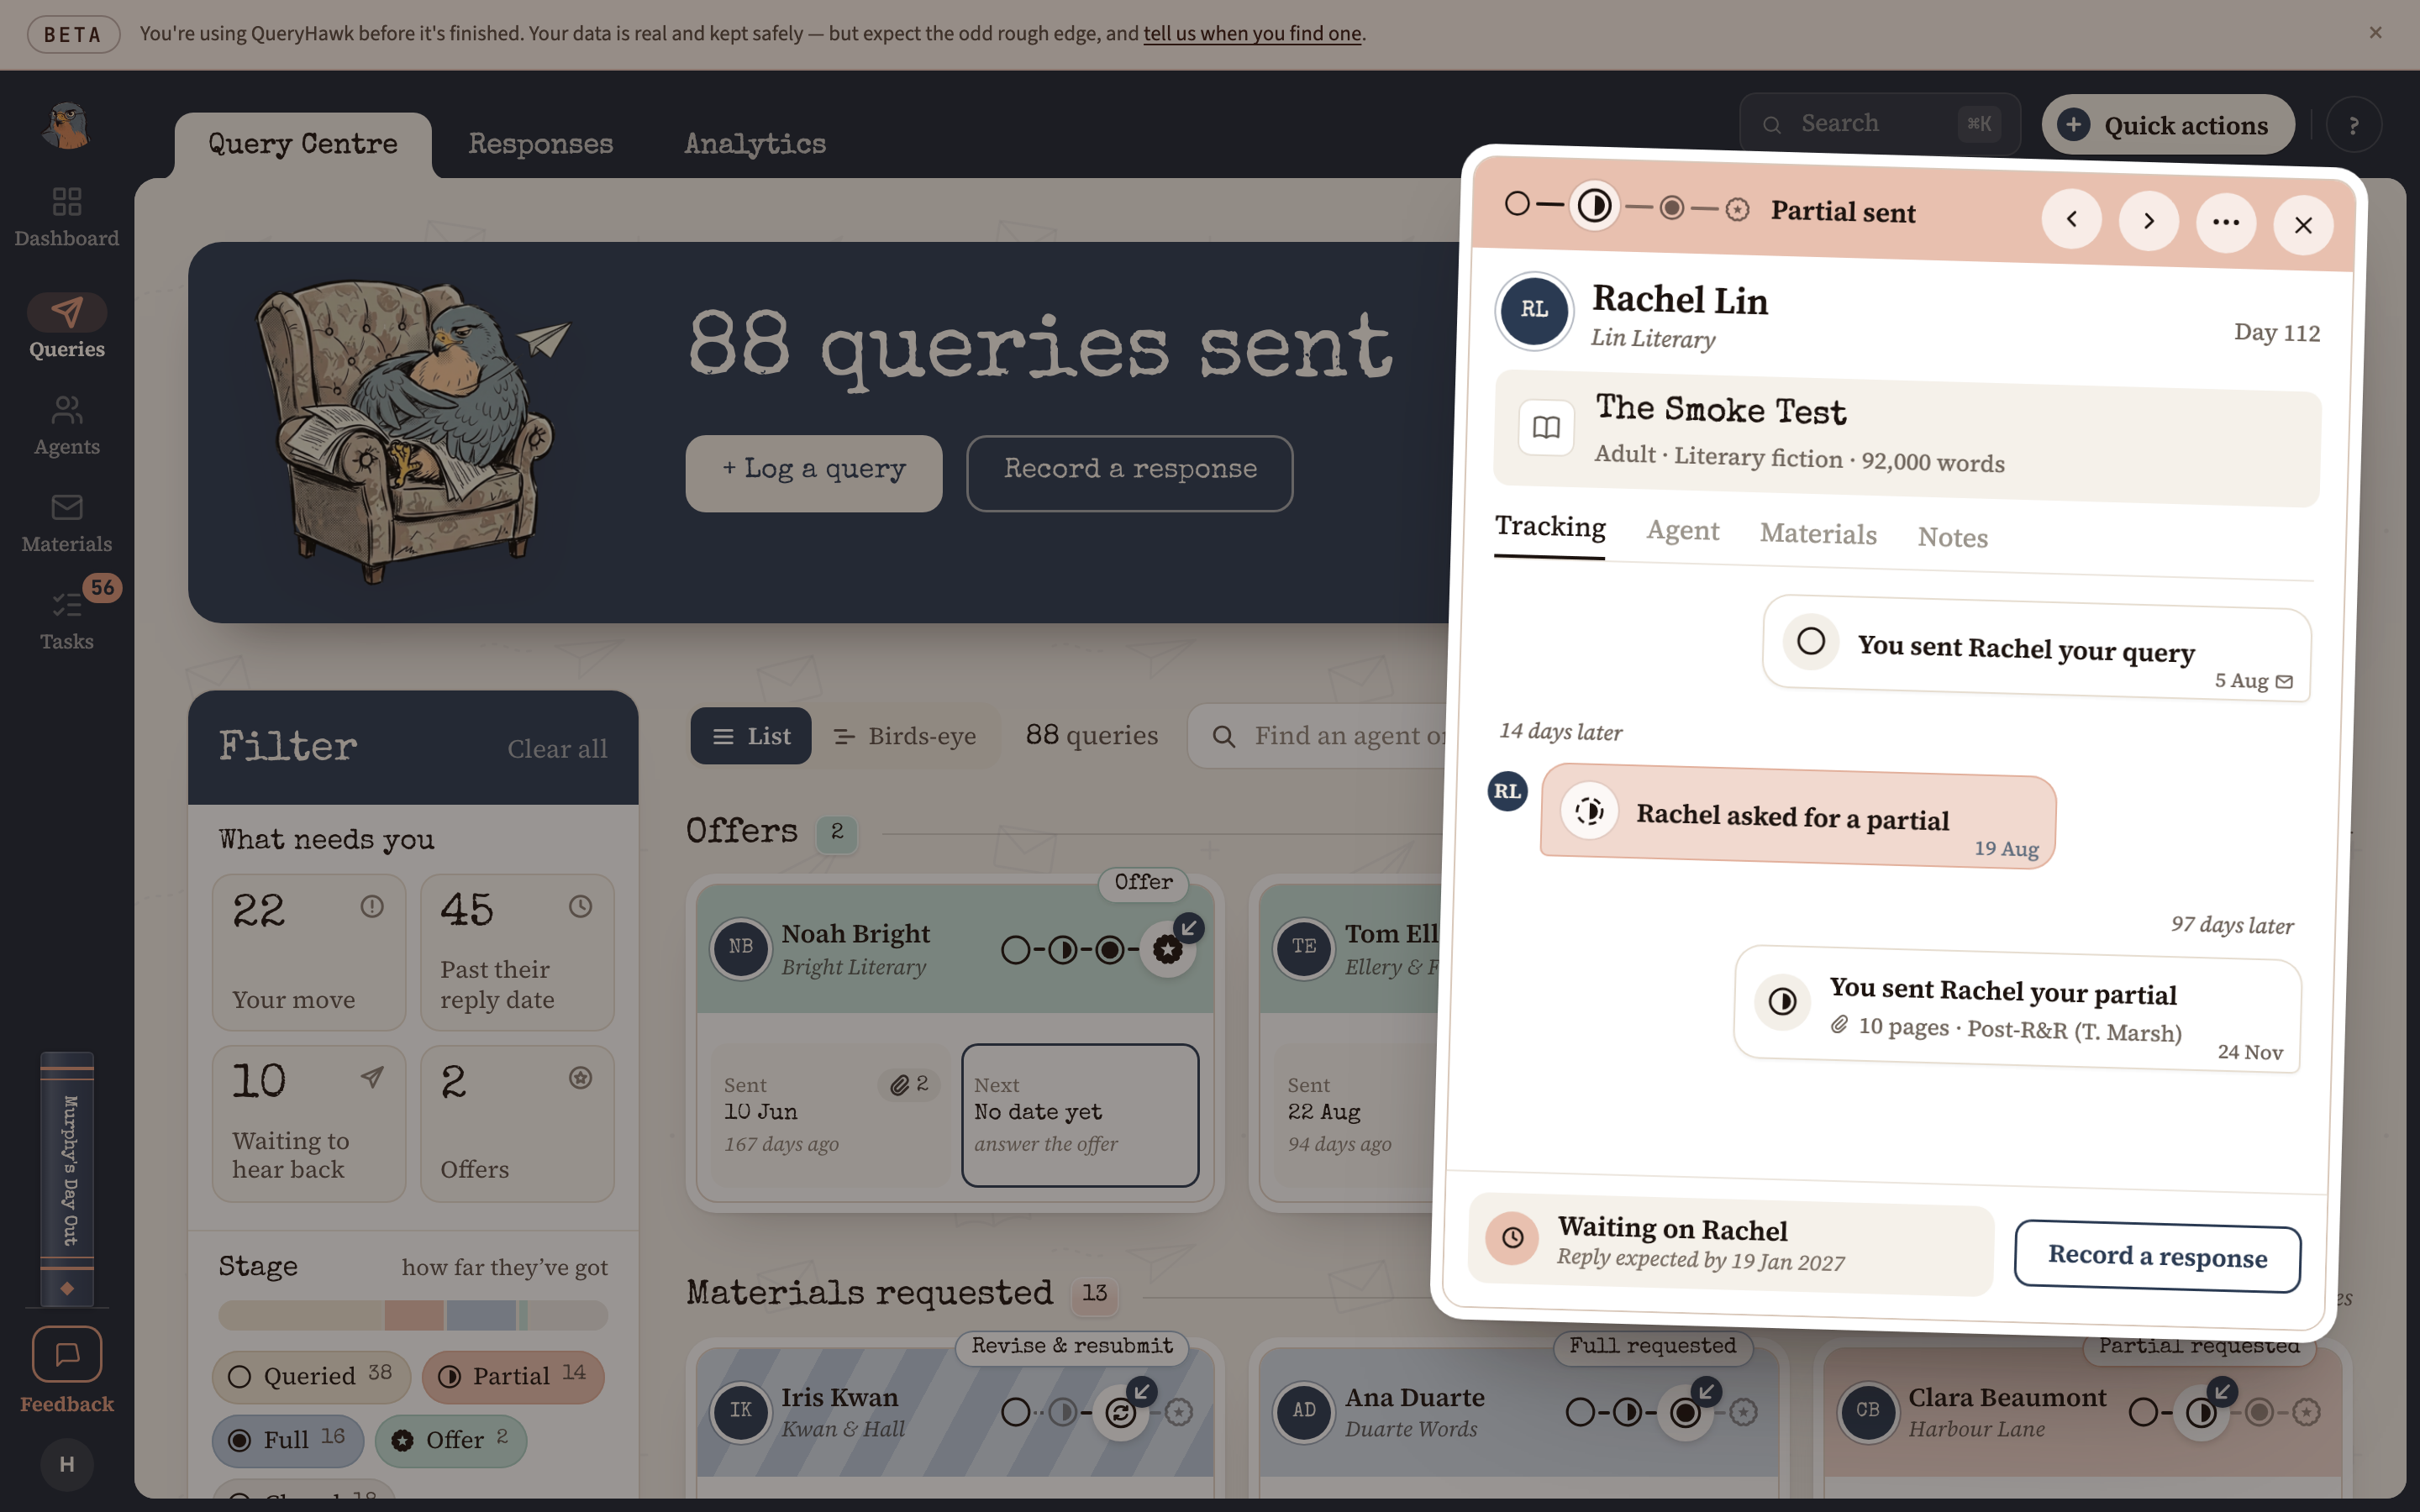 BETA You're using QueryHawk before it's finished. Your data is real and kept safely — but expect the odd rough edge, and tell us when you find one.
Query Centre Responses Analytics
Search ⌘K
Quick actions
?
Dashboard
Queries
Agents
Materials
56
Tasks
Murphy's Day Out
Feedback
H
88 queries sent
+ Log a query Record a response
Filter Clear all
What needs you
22
Your move
45
Past their
reply date
10
Waiting to
hear back
2
Offers
Stage how far they've got
Queried 38
Partial 14
Full 16
Offer 2
List Birds-eye 88 queries Find an agent
Offers 2
Offer
NB Noah Bright
Bright Literary
Sent 2
10 Jun
167 days ago
Next
No date yet
answer the offer
TE Tom Ell
Ellery & F
Sent
22 Aug
94 days ago
Materials requested 13
Revise & resubmit
IK Iris Kwan
Kwan & Hall
Full requested
AD Ana Duarte
Duarte Words
Partial requested
CB Clara Beaumont
Harbour Lane
Partial sent
RL Rachel Lin
Lin Literary
Day 112
The Smoke Test
Adult · Literary fiction · 92,000 words
Tracking Agent Materials Notes
You sent Rachel your query
5 Aug
14 days later
RL Rachel asked for a partial
19 Aug
97 days later
You sent Rachel your partial
10 pages · Post-R&R (T. Marsh)
24 Nov
Waiting on Rachel
Reply expected by 19 Jan 2027
Record a response